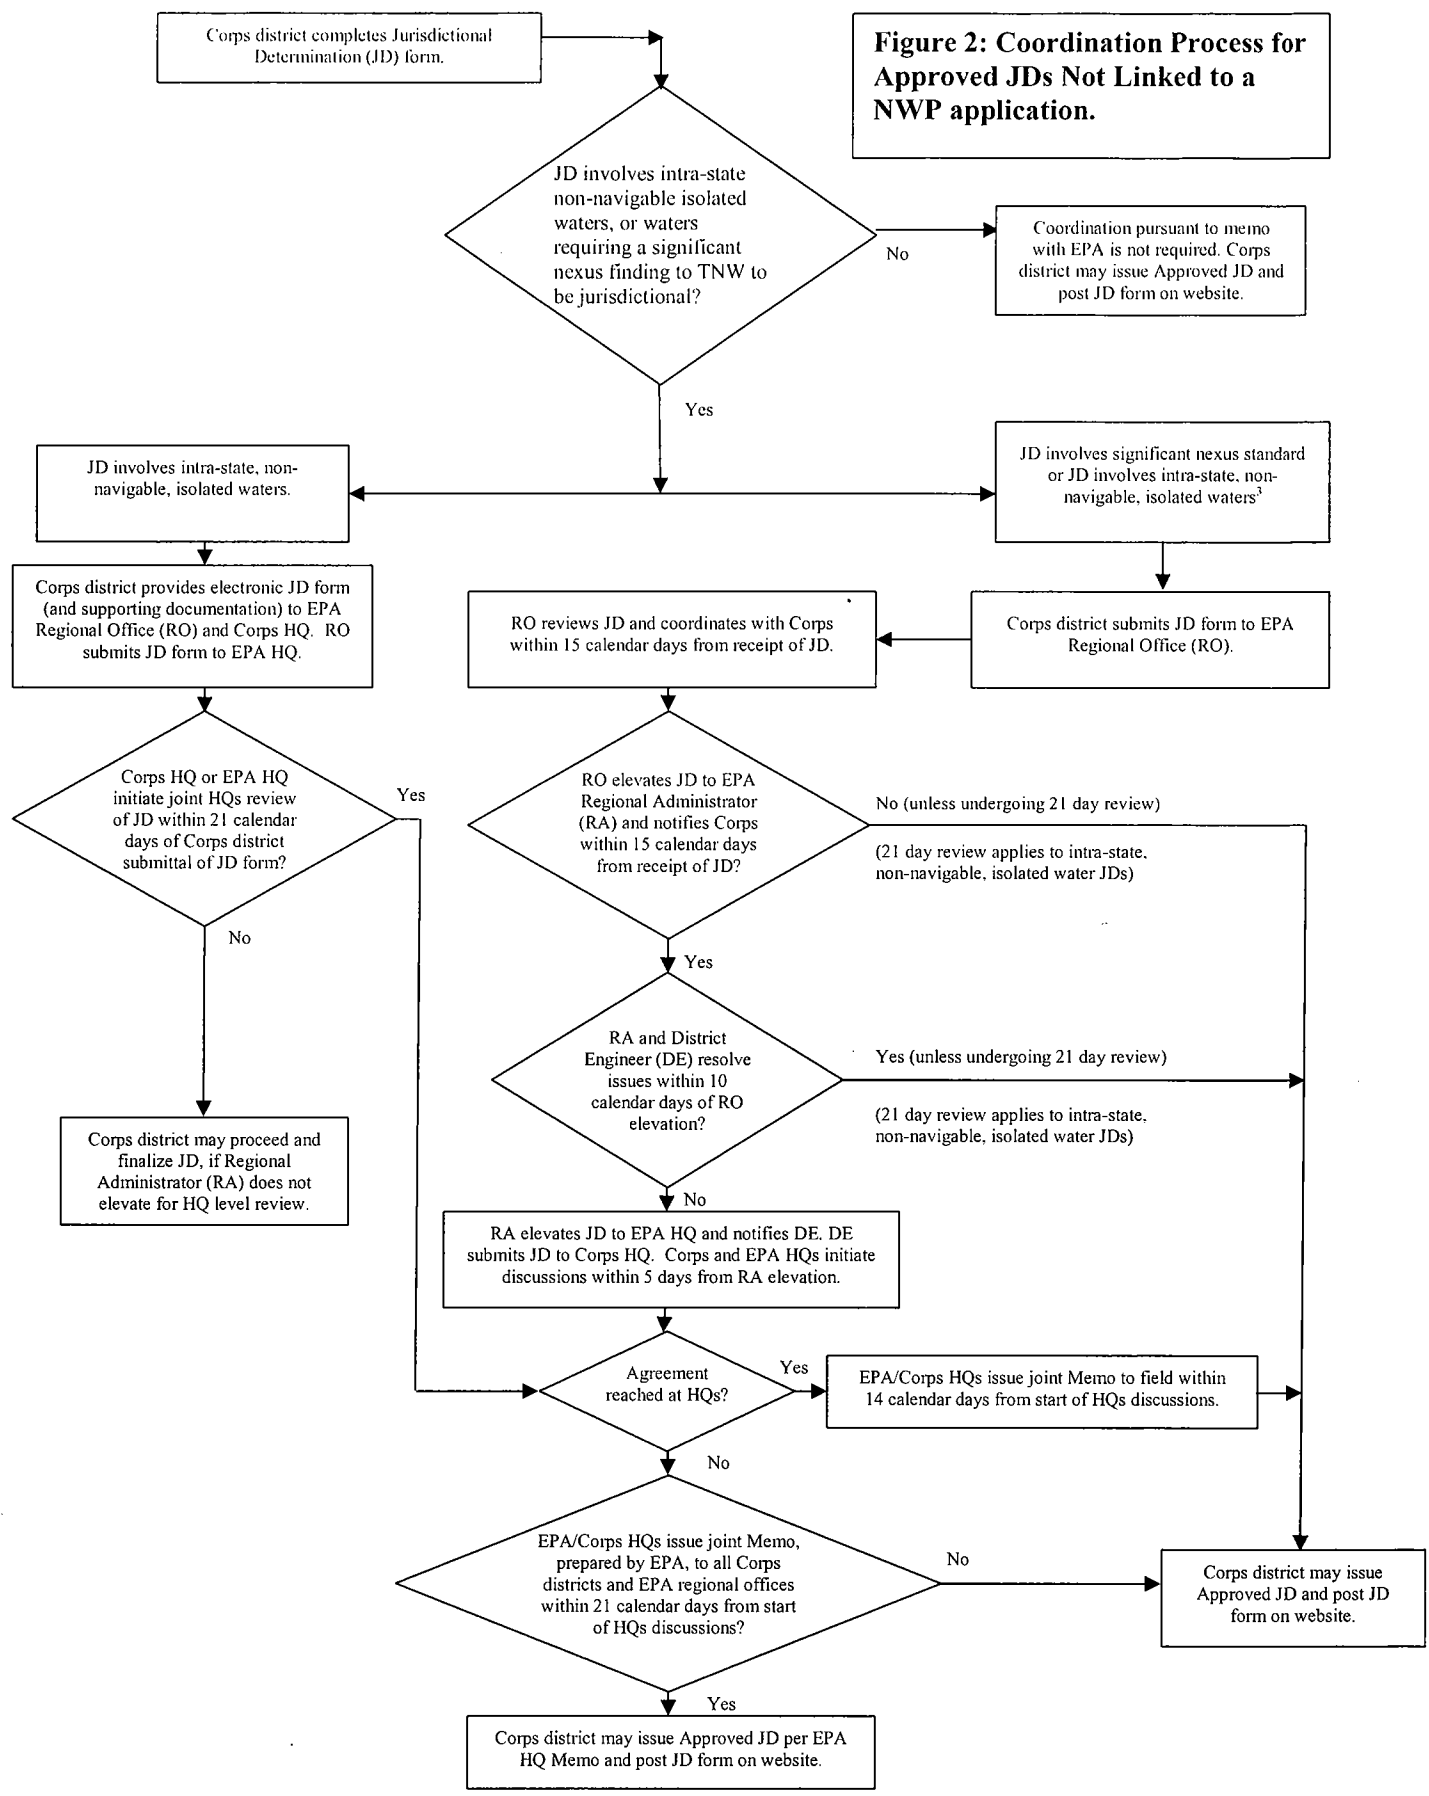 Corps district completes Jurisdictional
Determination (JD) form.
Figure 2: Coordination Process for
Approved JDs Not Linked to a
NWP application.
JD involves intra-state
non-navigable isolated
waters, or waters
requiring a significant
nexus finding to TNW to
be jurisdictional?
No
Coordination pursuant to memo
with EPA is not required. Corps
district may issue Approved JD and
post JD form on website.
Yes
JD involves intra-state, non-
navigable, isolated waters.
JD involves significant nexus standard
or JD involves intra-state, non-
navigable, isolated waters³
Corps district provides electronic JD form
(and supporting documentation) to EPA
Regional Office (RO) and Corps HQ. RO
submits JD form to EPA HQ.
RO reviews JD and coordinates with Corps
within 15 calendar days from receipt of JD.
Corps district submits JD form to EPA
Regional Office (RO).
Corps HQ or EPA HQ
initiate joint HQs review
of JD within 21 calendar
days of Corps district
submittal of JD form?
Yes
No
RO elevates JD to EPA
Regional Administrator
(RA) and notifies Corps
within 15 calendar days
from receipt of JD?
No (unless undergoing 21 day review)
(21 day review applies to intra-state,
non-navigable, isolated water JDs)
Yes
RA and District
Engineer (DE) resolve
issues within 10
calendar days of RO
elevation?
Yes (unless undergoing 21 day review)
(21 day review applies to intra-state,
non-navigable, isolated water JDs)
Corps district may proceed and
finalize JD, if Regional
Administrator (RA) does not
elevate for HQ level review.
No
RA elevates JD to EPA HQ and notifies DE. DE
submits JD to Corps HQ. Corps and EPA HQs initiate
discussions within 5 days from RA elevation.
Agreement
reached at HQs?
Yes
EPA/Corps HQs issue joint Memo to field within
14 calendar days from start of HQs discussions.
No
EPA/Corps HQs issue joint Memo,
prepared by EPA, to all Corps
districts and EPA regional offices
within 21 calendar days from start
of HQs discussions?
No
Corps district may issue
Approved JD and post JD
form on website.
Yes
Corps district may issue Approved JD per EPA
HQ Memo and post JD form on website.